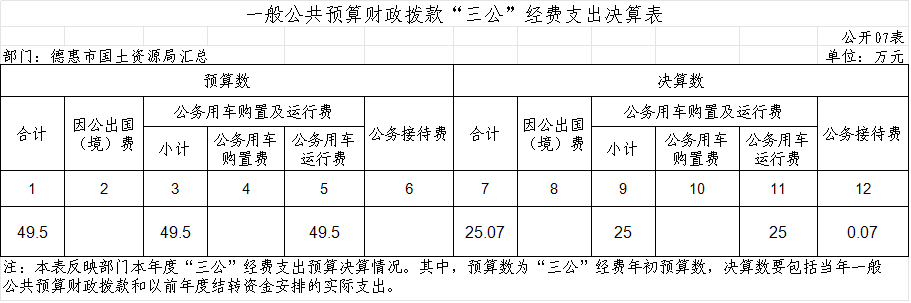 一般公共预算财政拨款“三公”经费支出决算表
公开07表
部门：德惠市国土资源局汇总 单位：万元
预算数 决算数
合计 因公出国（境）费 公务用车购置及运行费 公务接待费 合计 因公出国（境）费 公务用车购置及运行费 公务接待费
小计 公务用车购置费 公务用车运行费 小计 公务用车购置费 公务用车运行费
1 2 3 4 5 6 7 8 9 10 11 12
49.5 49.5 49.5 25.07 25 25 0.07
注：本表反映部门本年度“三公”经费支出预算决算情况。其中，预算数为“三公”经费年初预算数，决算数要包括当年一般
公共预算财政拨款和以前年度结转资金安排的实际支出。